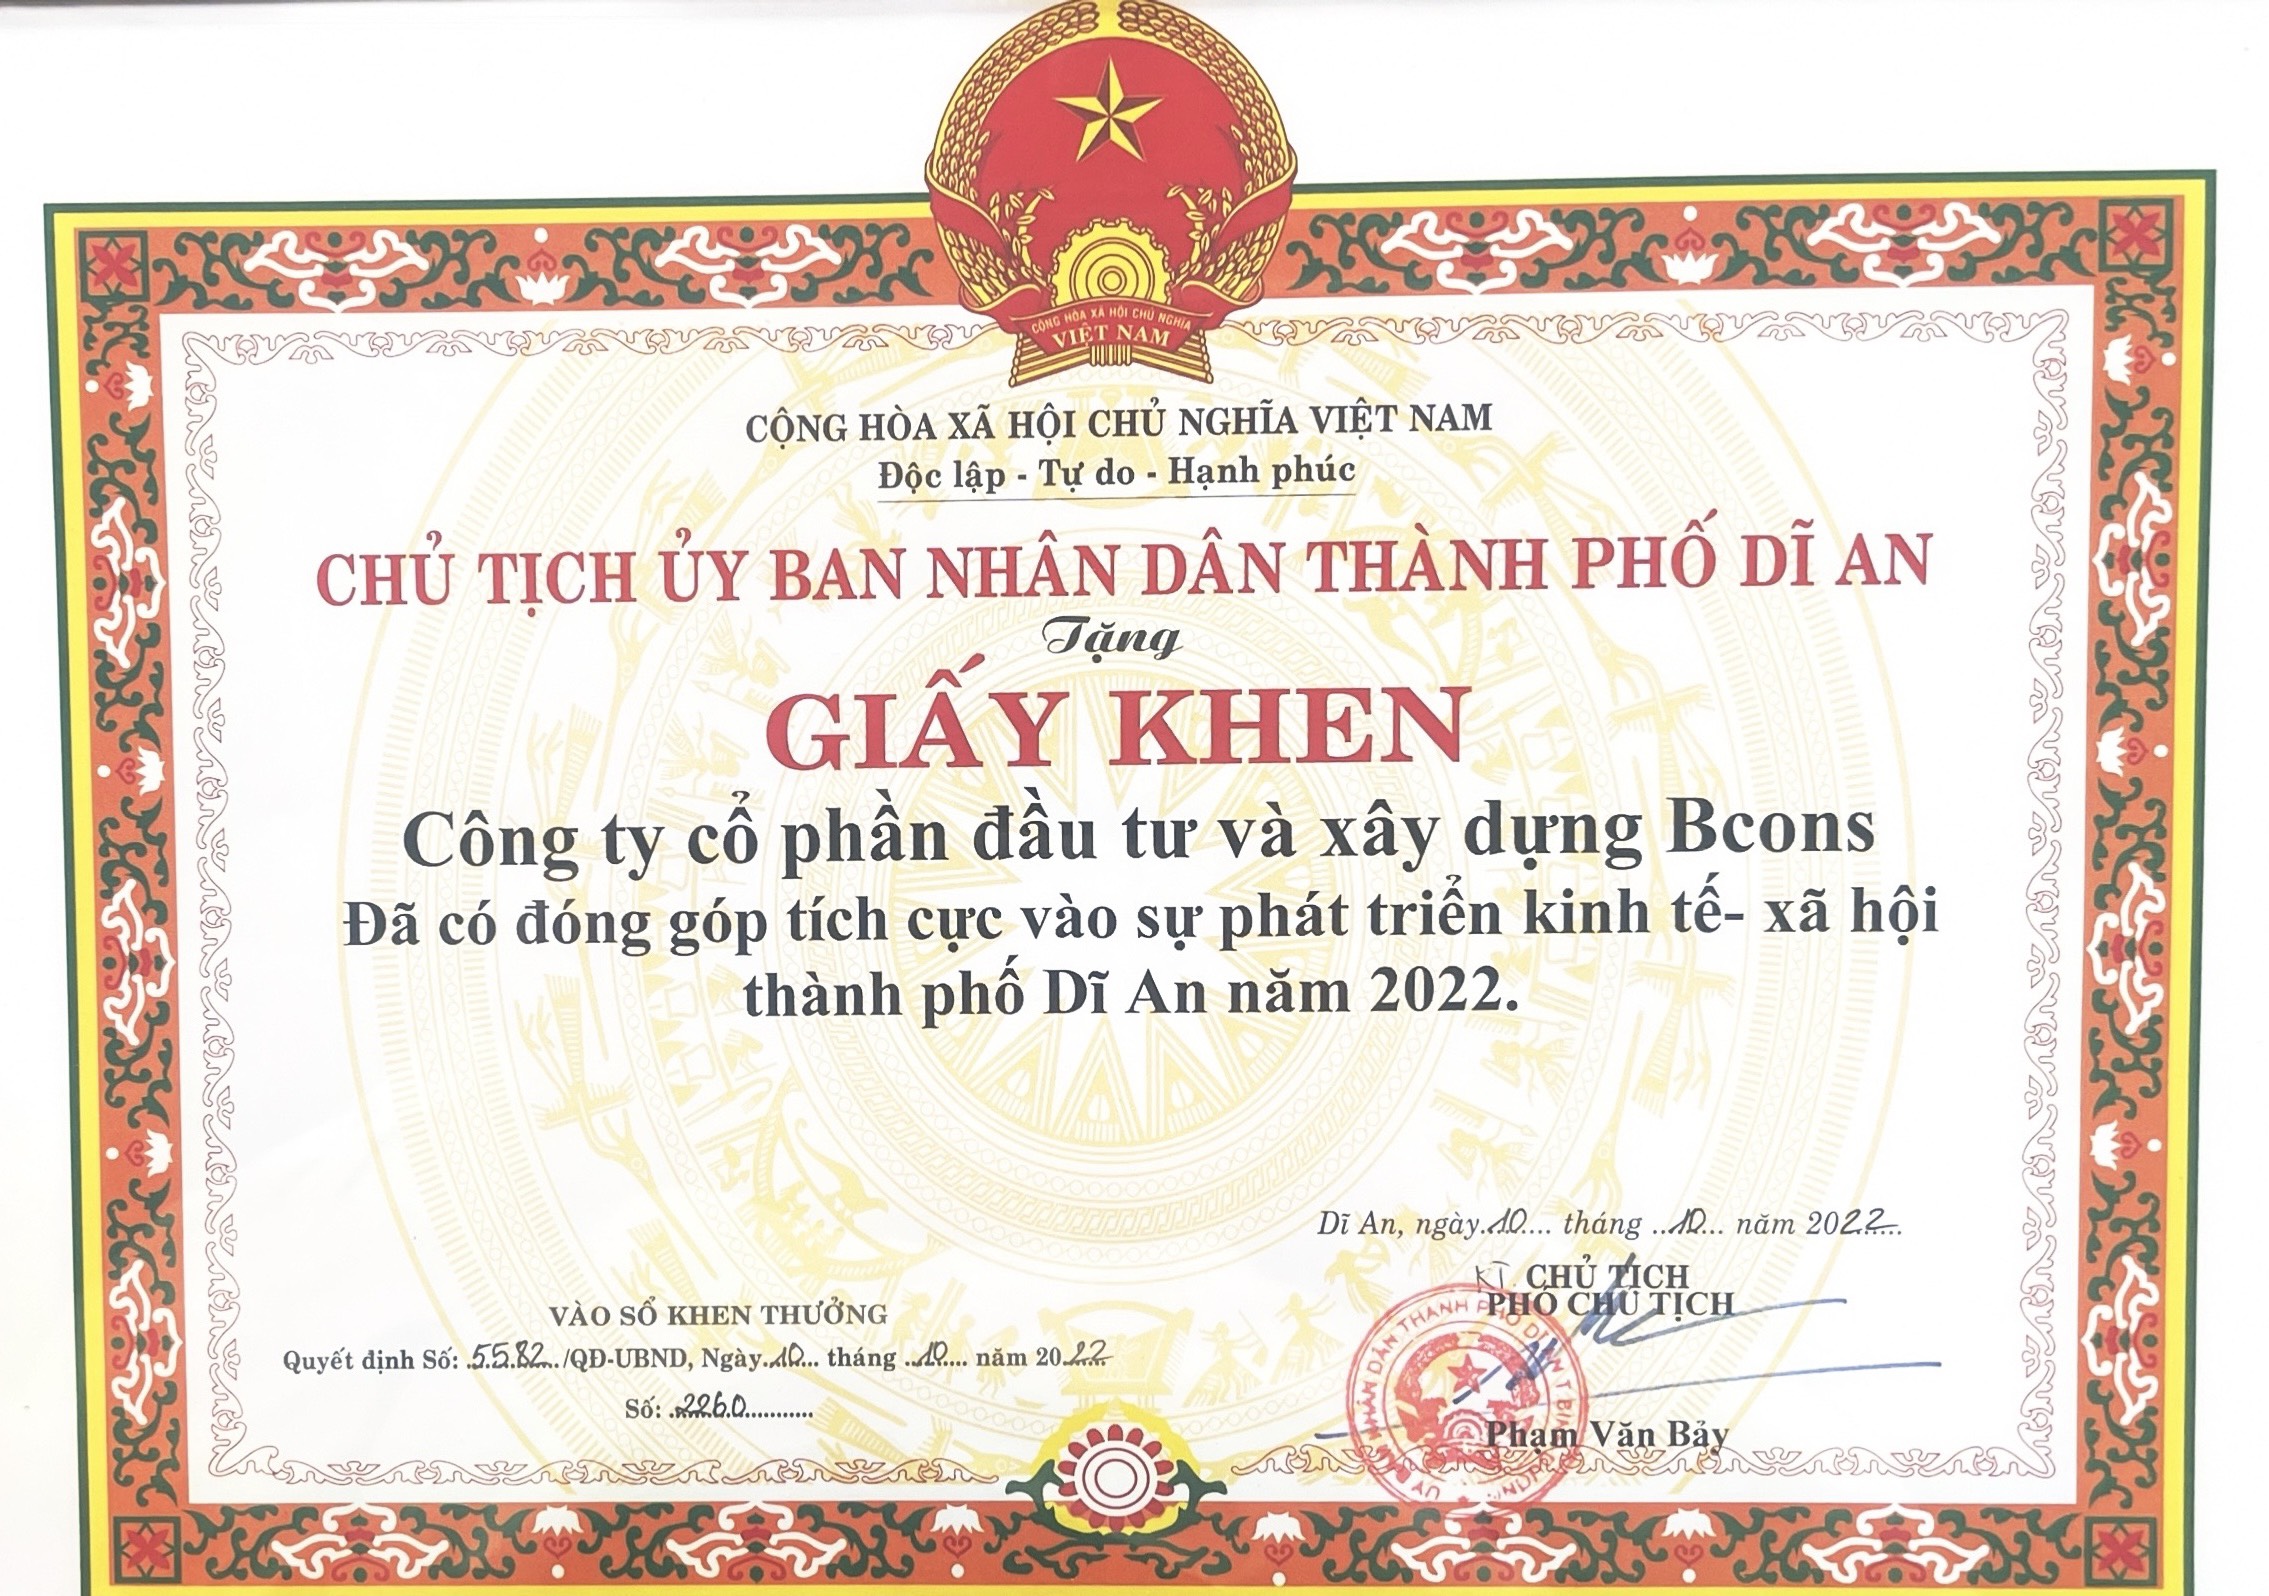 CỘNG HÒA XÃ HỘI CHỦ NGHĨA
VIỆT NAM
CỘNG HÒA XÃ HỘI CHỦ NGHĨA VIỆT NAM
Độc lập - Tự do - Hạnh phúc
CHỦ TỊCH ỦY BAN NHÂN DÂN THÀNH PHỐ DĨ AN
Tặng
GIẤY KHEN
Công ty cổ phần đầu tư và xây dựng Bcons
Đã có đóng góp tích cực vào sự phát triển kinh tế- xã hội
thành phố Dĩ An năm 2022.
Dĩ An, ngày 10 tháng 10 năm 2022
KT. CHỦ TỊCH
PHÓ CHỦ TỊCH
VÀO SỔ KHEN THƯỞNG
Quyết định Số: 5582 /QĐ-UBND, Ngày 10 tháng 10 năm 2022
Số: 2260
Phạm Văn Bảy